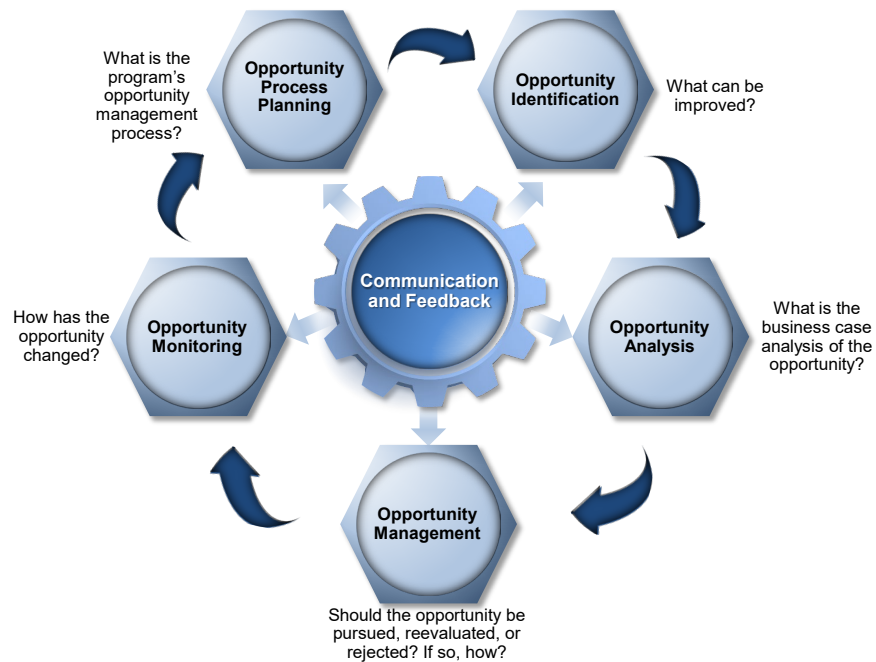 What is the
program's
opportunity
management
process?
Opportunity
Process
Planning
Opportunity
Identification
What can be
improved?
Communication
and Feedback
How has the
opportunity
changed?
Opportunity
Monitoring
Opportunity
Analysis
What is the
business case
analysis of the
opportunity?
Opportunity
Management
Should the opportunity be
pursued, reevaluated, or
rejected? If so, how?